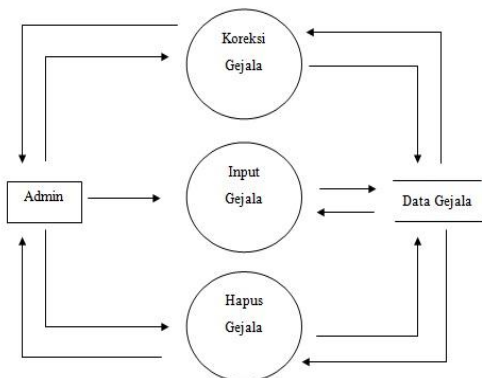 Koreksi
Gejala
Input
Gejala
Admin
Data Gejala
Hapus
Gejala